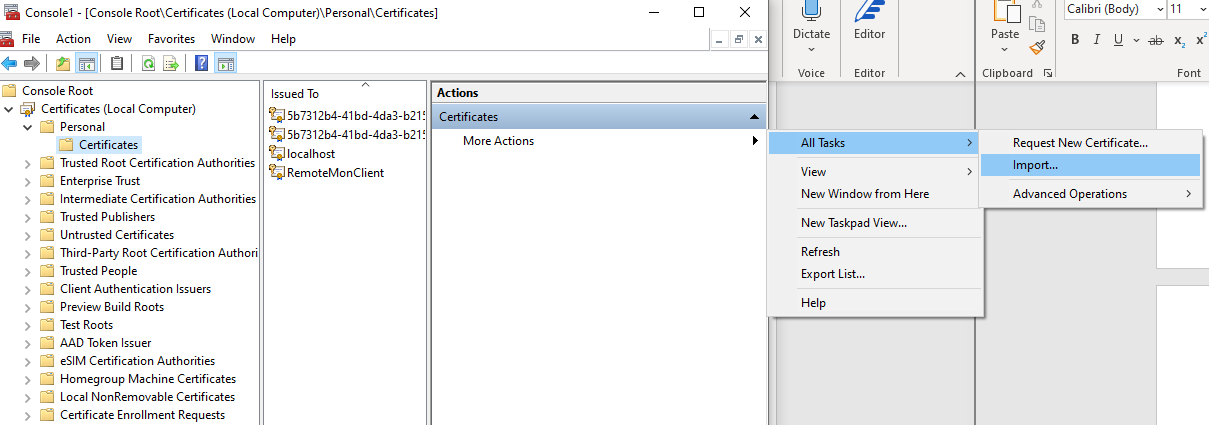 Console1 - [Console Root\Certificates (Local Computer)\Personal\Certificates]
File Action View Favorites Window Help
Console Root
Certificates (Local Computer)
Personal
Certificates
Trusted Root Certification Authorities
Enterprise Trust
Intermediate Certification Authorities
Trusted Publishers
Untrusted Certificates
Third-Party Root Certification Authori
Trusted People
Client Authentication Issuers
Preview Build Roots
Test Roots
AAD Token Issuer
eSIM Certification Authorities
Homegroup Machine Certificates
Local NonRemovable Certificates
Certificate Enrollment Requests
Issued To
5b7312b4-41bd-4da3-b215
5b7312b4-41bd-4da3-b215
localhost
RemoteMonClient
Actions
Certificates
More Actions
All Tasks
View
New Window from Here
New Taskpad View...
Refresh
Export List...
Help
Request New Certificate...
Import...
Advanced Operations
Dictate
Voice
Editor
Editor
Paste
Clipboard
Calibri (Body) 11
B I U ab x₂ x²
Font